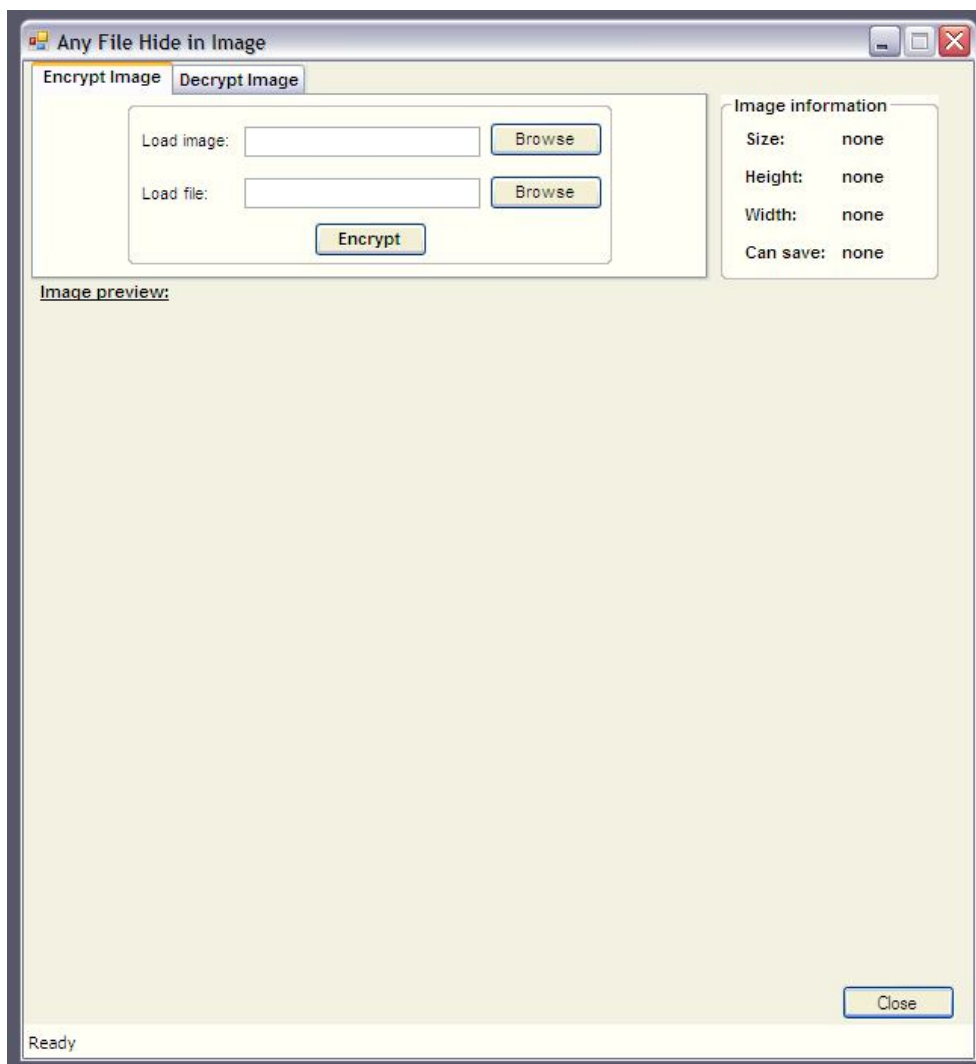 Any File Hide in Image
Encrypt Image Decrypt Image
Load image: Browse
Load file: Browse
Encrypt
Image information
Size: none
Height: none
Width: none
Can save: none
Image preview:
Close
Ready